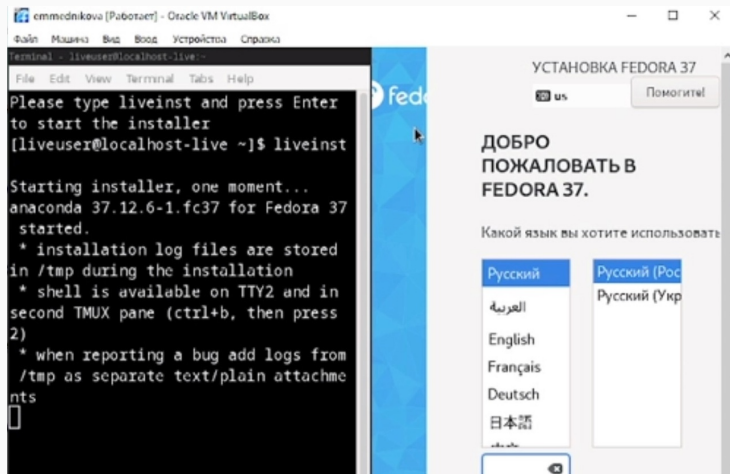 emmednikova [Работает] - Oracle VM VirtualBox
Файл Машина Вид Ввод Устройства Справка
Terminal - liveuser@localhost-live:~
File Edit View Terminal Tabs Help
Please type liveinst and press Enter
to start the installer
[liveuser@localhost-live ~]$ liveinst
Starting installer, one moment...
anaconda 37.12.6-1.fc37 for Fedora 37
started.
* installation log files are stored
in /tmp during the installation
* shell is available on TTY2 and in
second TMUX pane (ctrl+b, then press
2)
* when reporting a bug add logs from
/tmp as separate text/plain attachme
nts
fed
УСТАНОВКА FEDORA 37
us
Помогите!
ДОБРО
ПОЖАЛОВАТЬ В
FEDORA 37.
Какой язык вы хотите использовать
Русский
العربية
English
Français
Deutsch
日本語
Русский (Рос
Русский (Укр